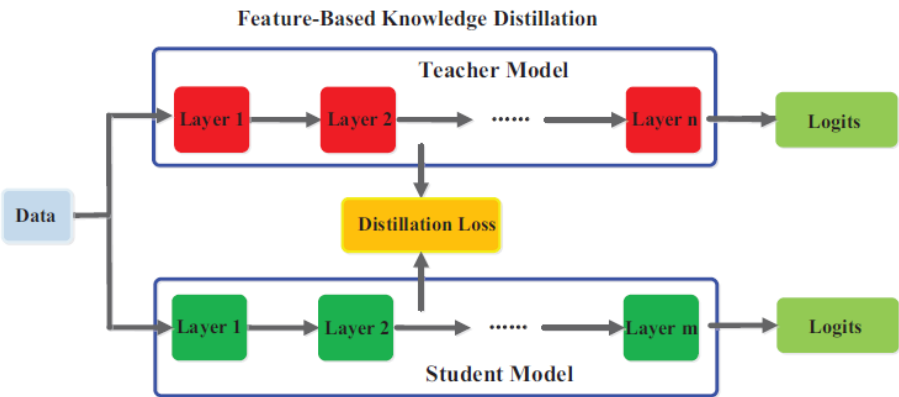 Feature-Based Knowledge Distillation
Teacher Model
Layer 1
Layer 2
......
Layer n
Logits
Data
Distillation Loss
Layer 1
Layer 2
......
Layer m
Logits
Student Model